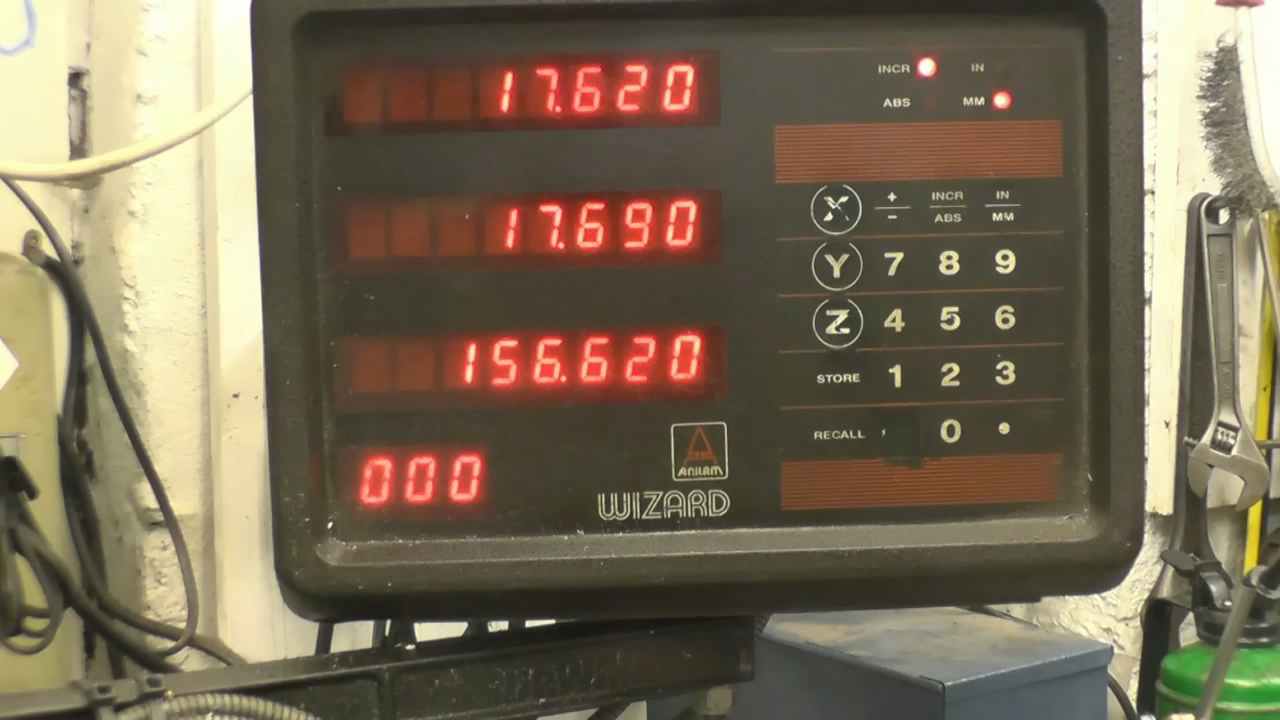 17.620
INCR IN
ABS MM
17.690
X + - INCR ABS IN MM
Y 7 8 9
156.620
Z 4 5 6
STORE 1 2 3
RECALL 0 .
000
ANILAM
WIZARD